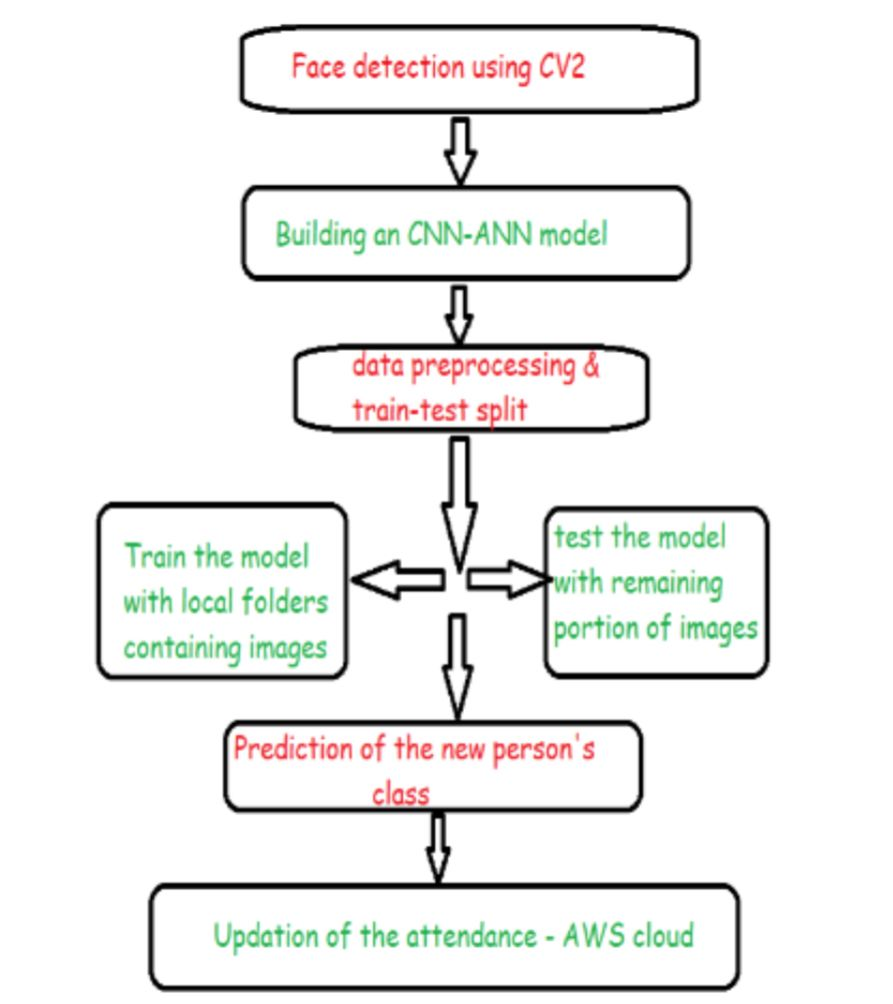 Face detection using CV2
Building an CNN-ANN model
data preprocessing &
train-test split
Train the model
with local folders
containing images
test the model
with remaining
portion of images
Prediction of the new person's
class
Updation of the attendance - AWS cloud